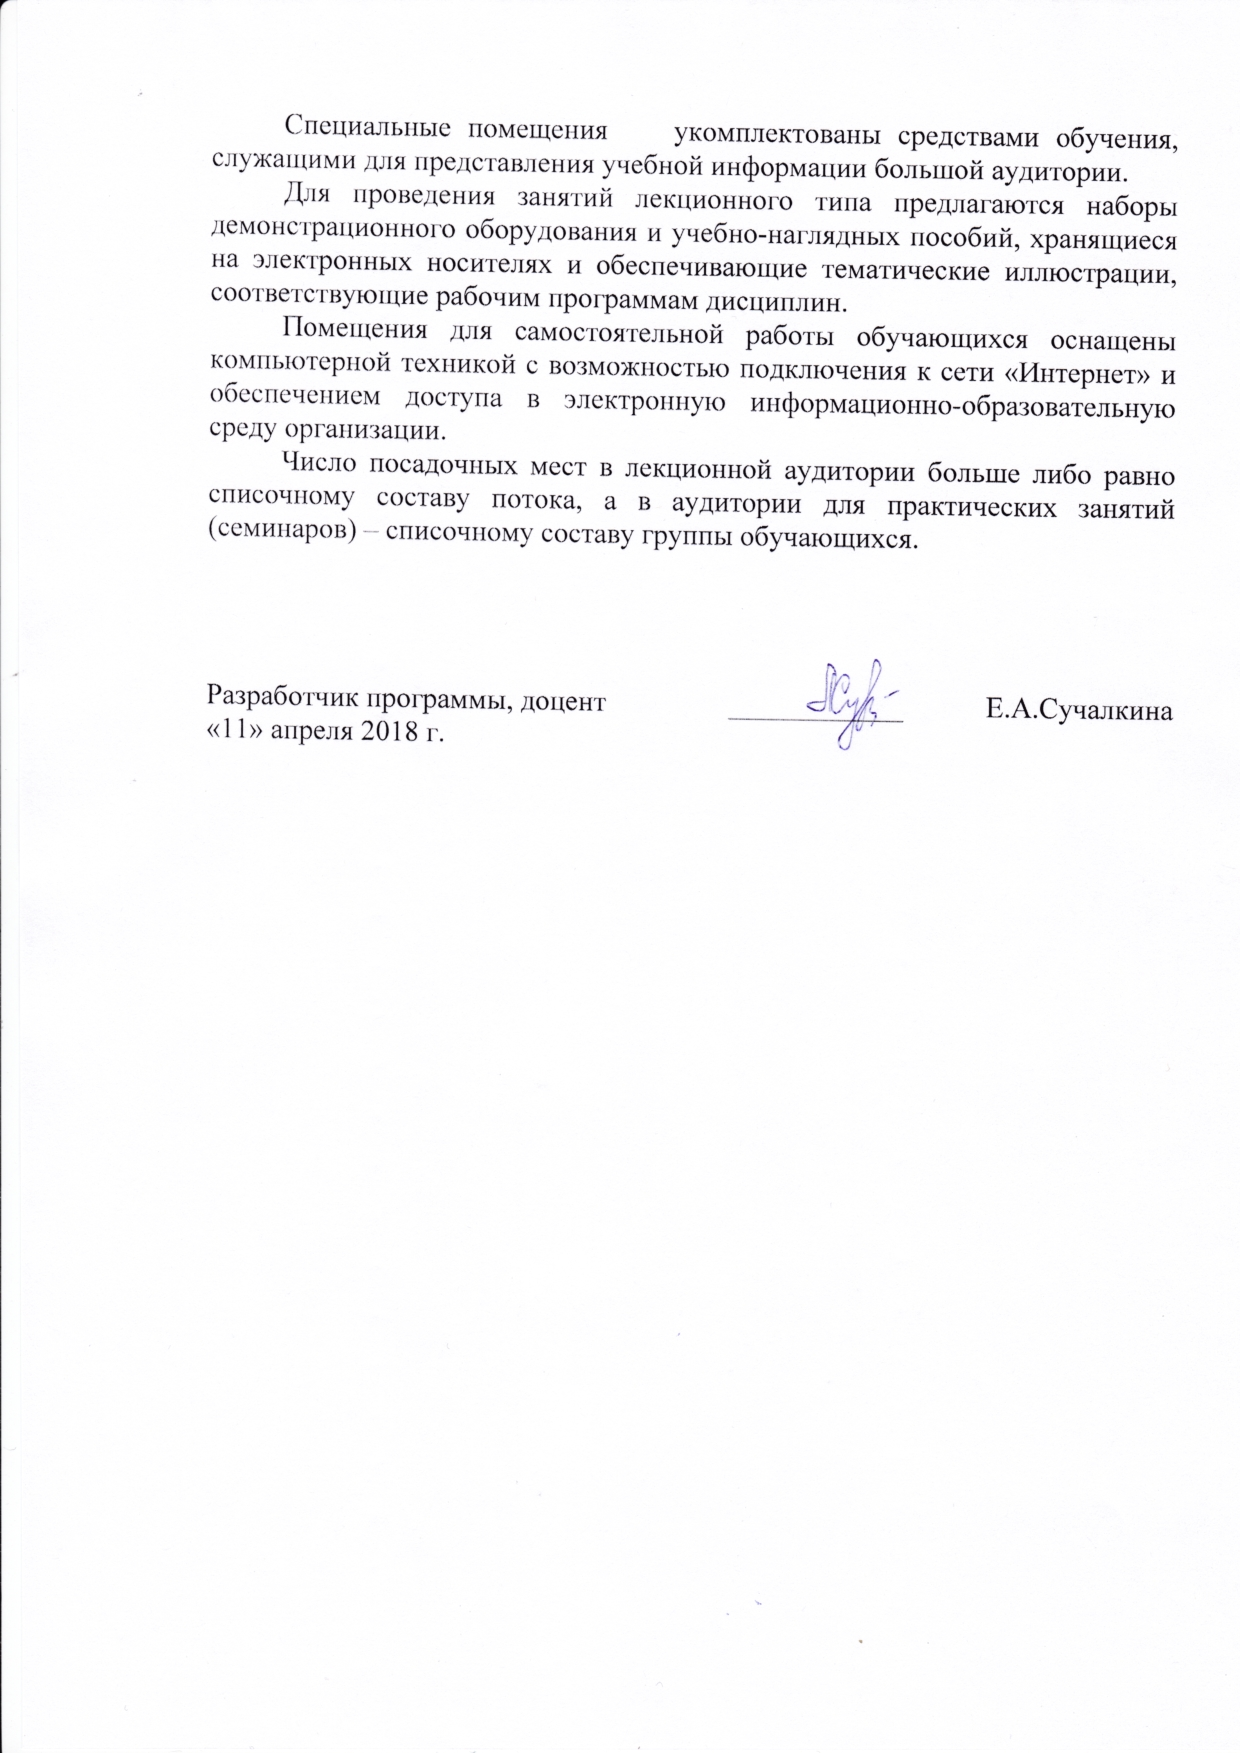 Специальные помещения укомплектованы средствами обучения,
служащими для представления учебной информации большой аудитории.
Для проведения занятий лекционного типа предлагаются наборы
демонстрационного оборудования и учебно-наглядных пособий, хранящиеся
на электронных носителях и обеспечивающие тематические иллюстрации,
соответствующие рабочим программам дисциплин.
Помещения для самостоятельной работы обучающихся оснащены
компьютерной техникой с возможностью подключения к сети «Интернет» и
обеспечением доступа в электронную информационно-образовательную
среду организации.
Число посадочных мест в лекционной аудитории больше либо равно
списочному составу потока, а в аудитории для практических занятий
(семинаров) – списочному составу группы обучающихся.
Разработчик программы, доцент Е.А.Сучалкина
«11» апреля 2018 г.